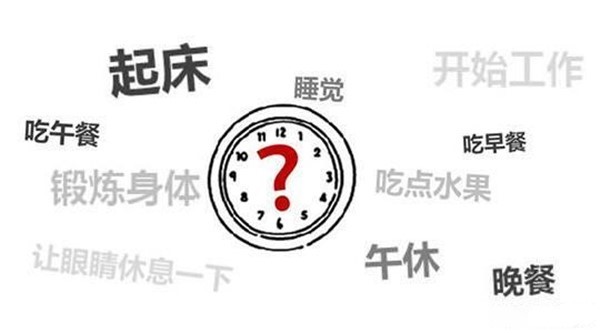 起床
开始工作
睡觉
吃午餐
吃早餐
锻炼身体
吃点水果
11 12 1
10 2
9 ? 3
8 4
7 6 5
让眼睛休息一下
午休
晚餐